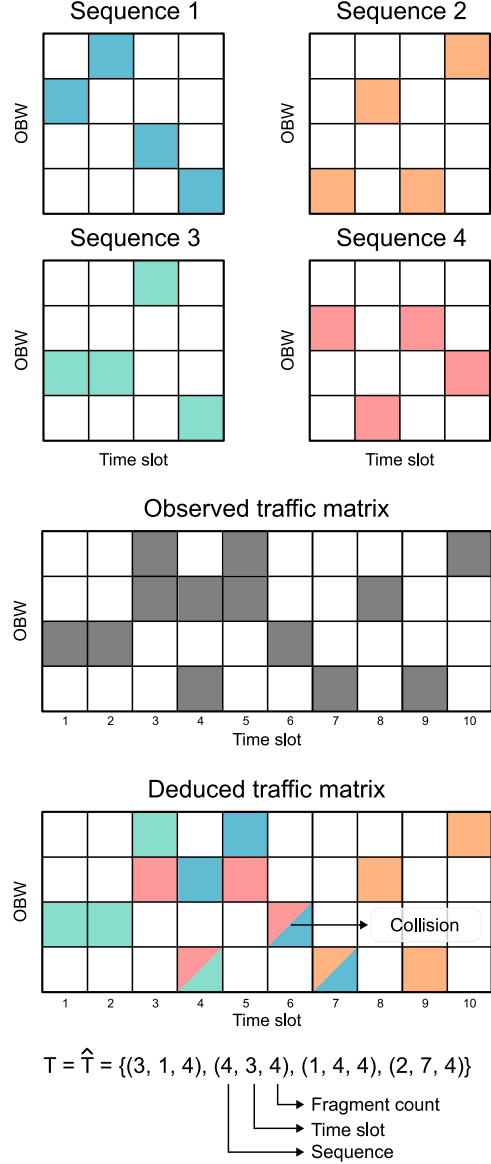 Sequence 1
Sequence 2
OBW
OBW
Sequence 3
Sequence 4
OBW
OBW
Time slot
Time slot
Observed traffic matrix
OBW
1 2 3 4 5 6 7 8 9 10
Time slot
Deduced traffic matrix
OBW
Collision
1 2 3 4 5 6 7 8 9 10
Time slot
T = T̂ = {(3, 1, 4), (4, 3, 4), (1, 4, 4), (2, 7, 4)}
Fragment count
Time slot
Sequence